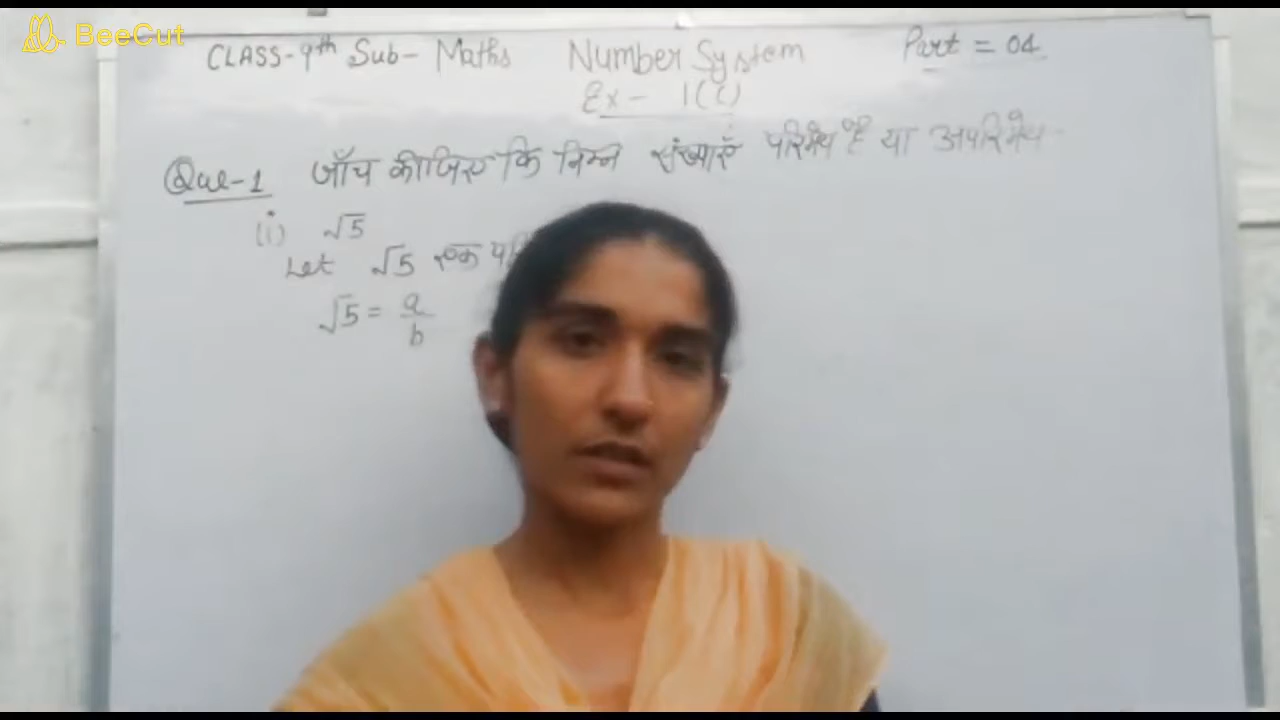 BeeCut
CLASS-9th Sub- Maths Number System Part = 04
Ex- 1(C)
Que-1 जाँच कीजिए कि निम्न संख्याएँ परिमेय है या अपरिमेय
(i) √5
Let √5 एक
√5 = a/b